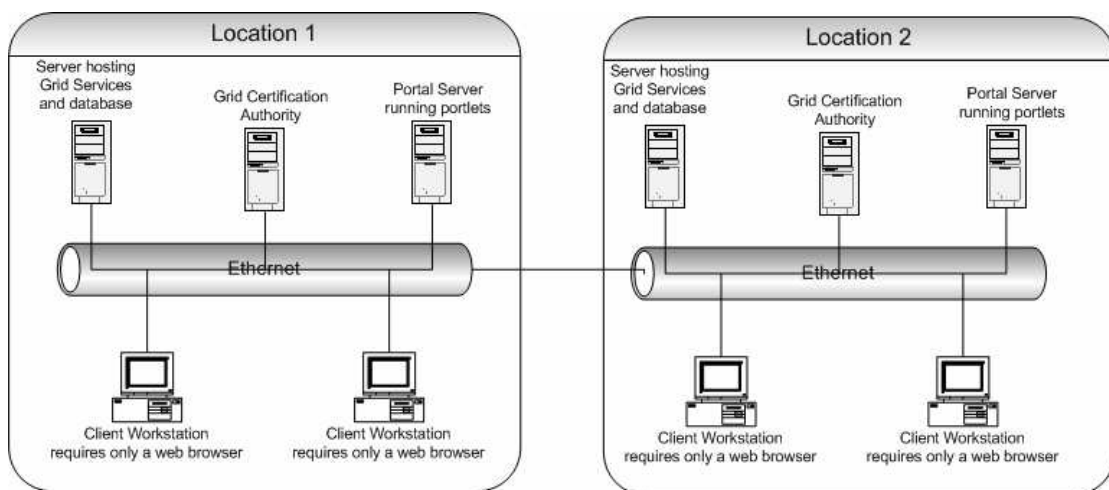 Location 1
Server hosting
Grid Services
and database
Grid Certification
Authority
Portal Server
running portlets
Ethernet
Client Workstation
requires only a web browser
Client Workstation
requires only a web browser
Location 2
Server hosting
Grid Services
and database
Grid Certification
Authority
Portal Server
running portlets
Ethernet
Client Workstation
requires only a web browser
Client Workstation
requires only a web browser